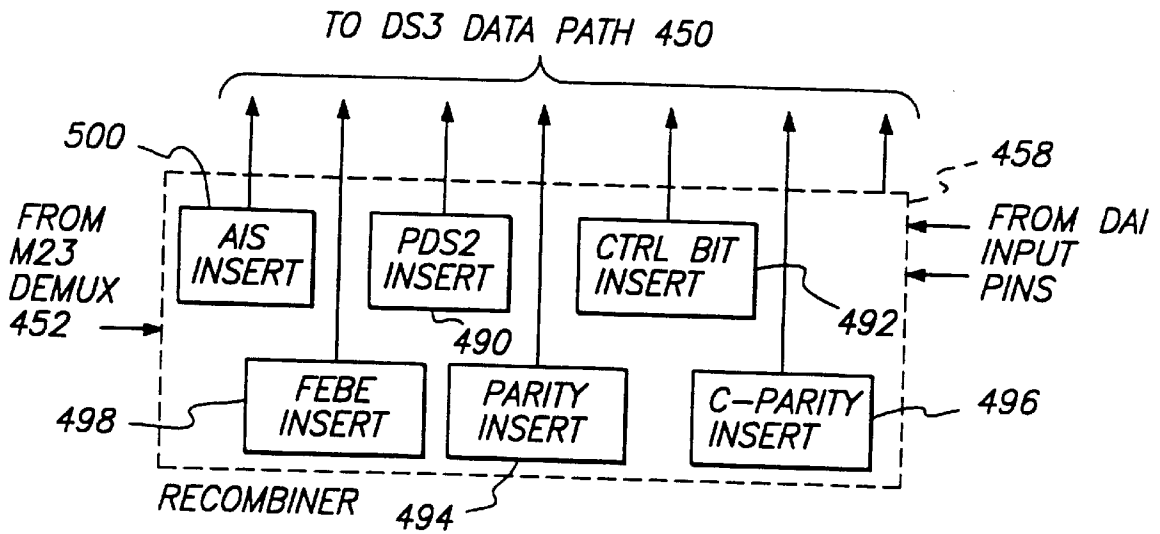 TO DS3 DATA PATH 450
500
458
FROM
M23
DEMUX
452
AIS
INSERT
PDS2
INSERT
490
CTRL BIT
INSERT
492
FROM DAI
INPUT
PINS
FEBE
INSERT
498
PARITY
INSERT
494
C-PARITY
INSERT
496
RECOMBINER